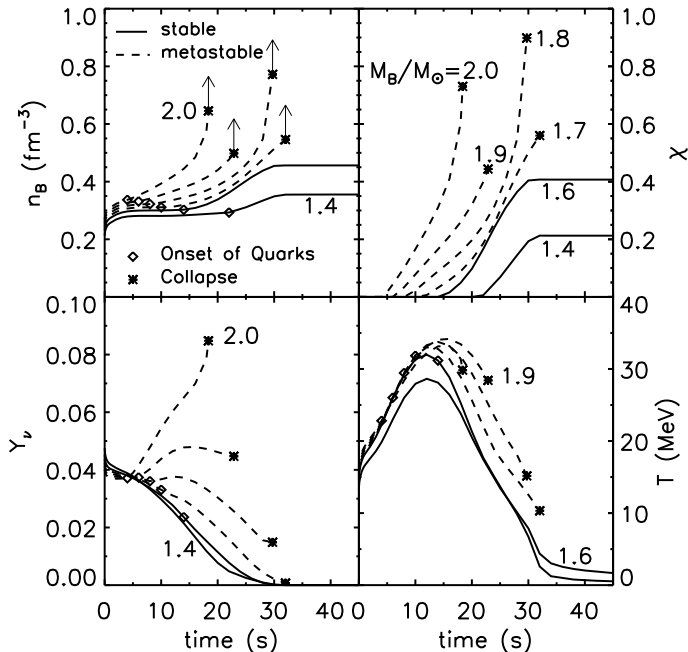 stable
metastable
n_B (fm⁻³)
1.0
0.8
0.6
0.4
0.2
2.0
1.4
Onset of Quarks
Collapse
M_B/M_⊙=2.0
1.8
1.9
1.7
1.6
1.4
1.0
0.8
0.6
0.4
0.2
χ
Y_ν
0.10
0.08
0.06
0.04
0.02
0.00
2.0
1.4
0 10 20 30 40
time (s)
1.9
1.6
40
30
20
10
0
T (MeV)
0 10 20 30 40
time (s)